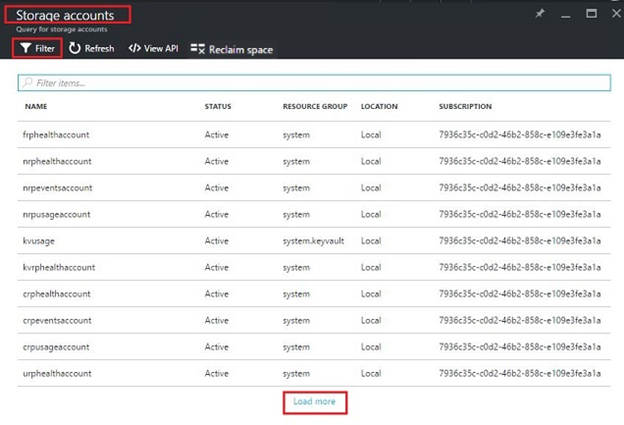 Storage accounts
Query for storage accounts
Filter Refresh </> View API Reclaim space
Filter items...
NAME STATUS RESOURCE GROUP LOCATION SUBSCRIPTION
frphealthaccount Active system Local 7936c35c-c0d2-46b2-858c-e109e3fe3a1a
nrphealthaccount Active system Local 7936c35c-c0d2-46b2-858c-e109e3fe3a1a
nrpeventsaccount Active system Local 7936c35c-c0d2-46b2-858c-e109e3fe3a1a
nrpusageaccount Active system Local 7936c35c-c0d2-46b2-858c-e109e3fe3a1a
kvusage Active system.keyvault Local 7936c35c-c0d2-46b2-858c-e109e3fe3a1a
kvrphealthaccount Active system Local 7936c35c-c0d2-46b2-858c-e109e3fe3a1a
crphealthaccount Active system Local 7936c35c-c0d2-46b2-858c-e109e3fe3a1a
crpeventsaccount Active system Local 7936c35c-c0d2-46b2-858c-e109e3fe3a1a
crpusageaccount Active system Local 7936c35c-c0d2-46b2-858c-e109e3fe3a1a
urphealthaccount Active system Local 7936c35c-c0d2-46b2-858c-e109e3fe3a1a
Load more